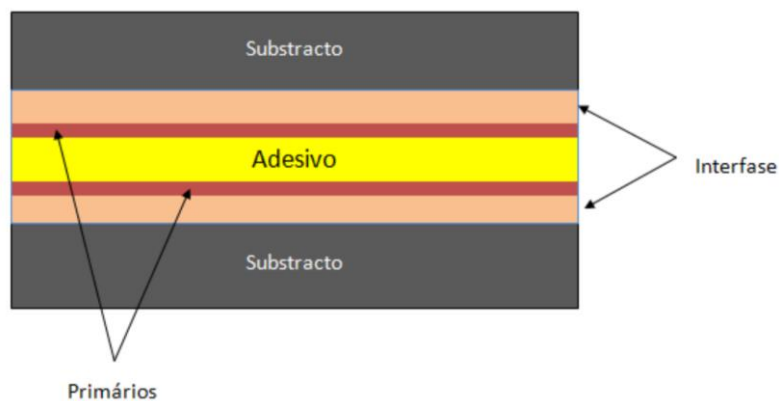 Substracto
Adesivo
Interfase
Substracto
Primários